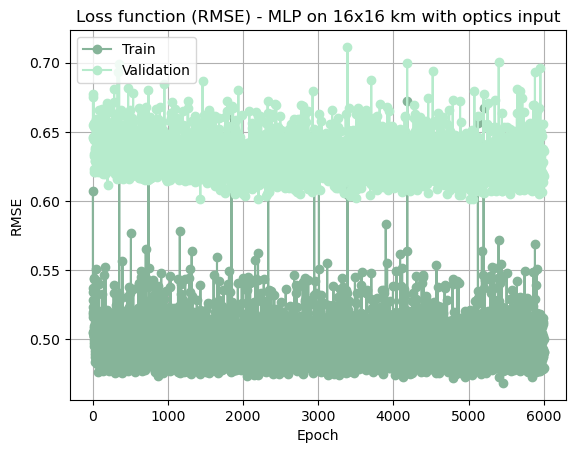 Loss function (RMSE) - MLP on 16x16 km with optics input
Train
Validation
0.70
0.65
0.60
0.55
0.50
RMSE
0
1000
2000
3000
4000
5000
6000
Epoch